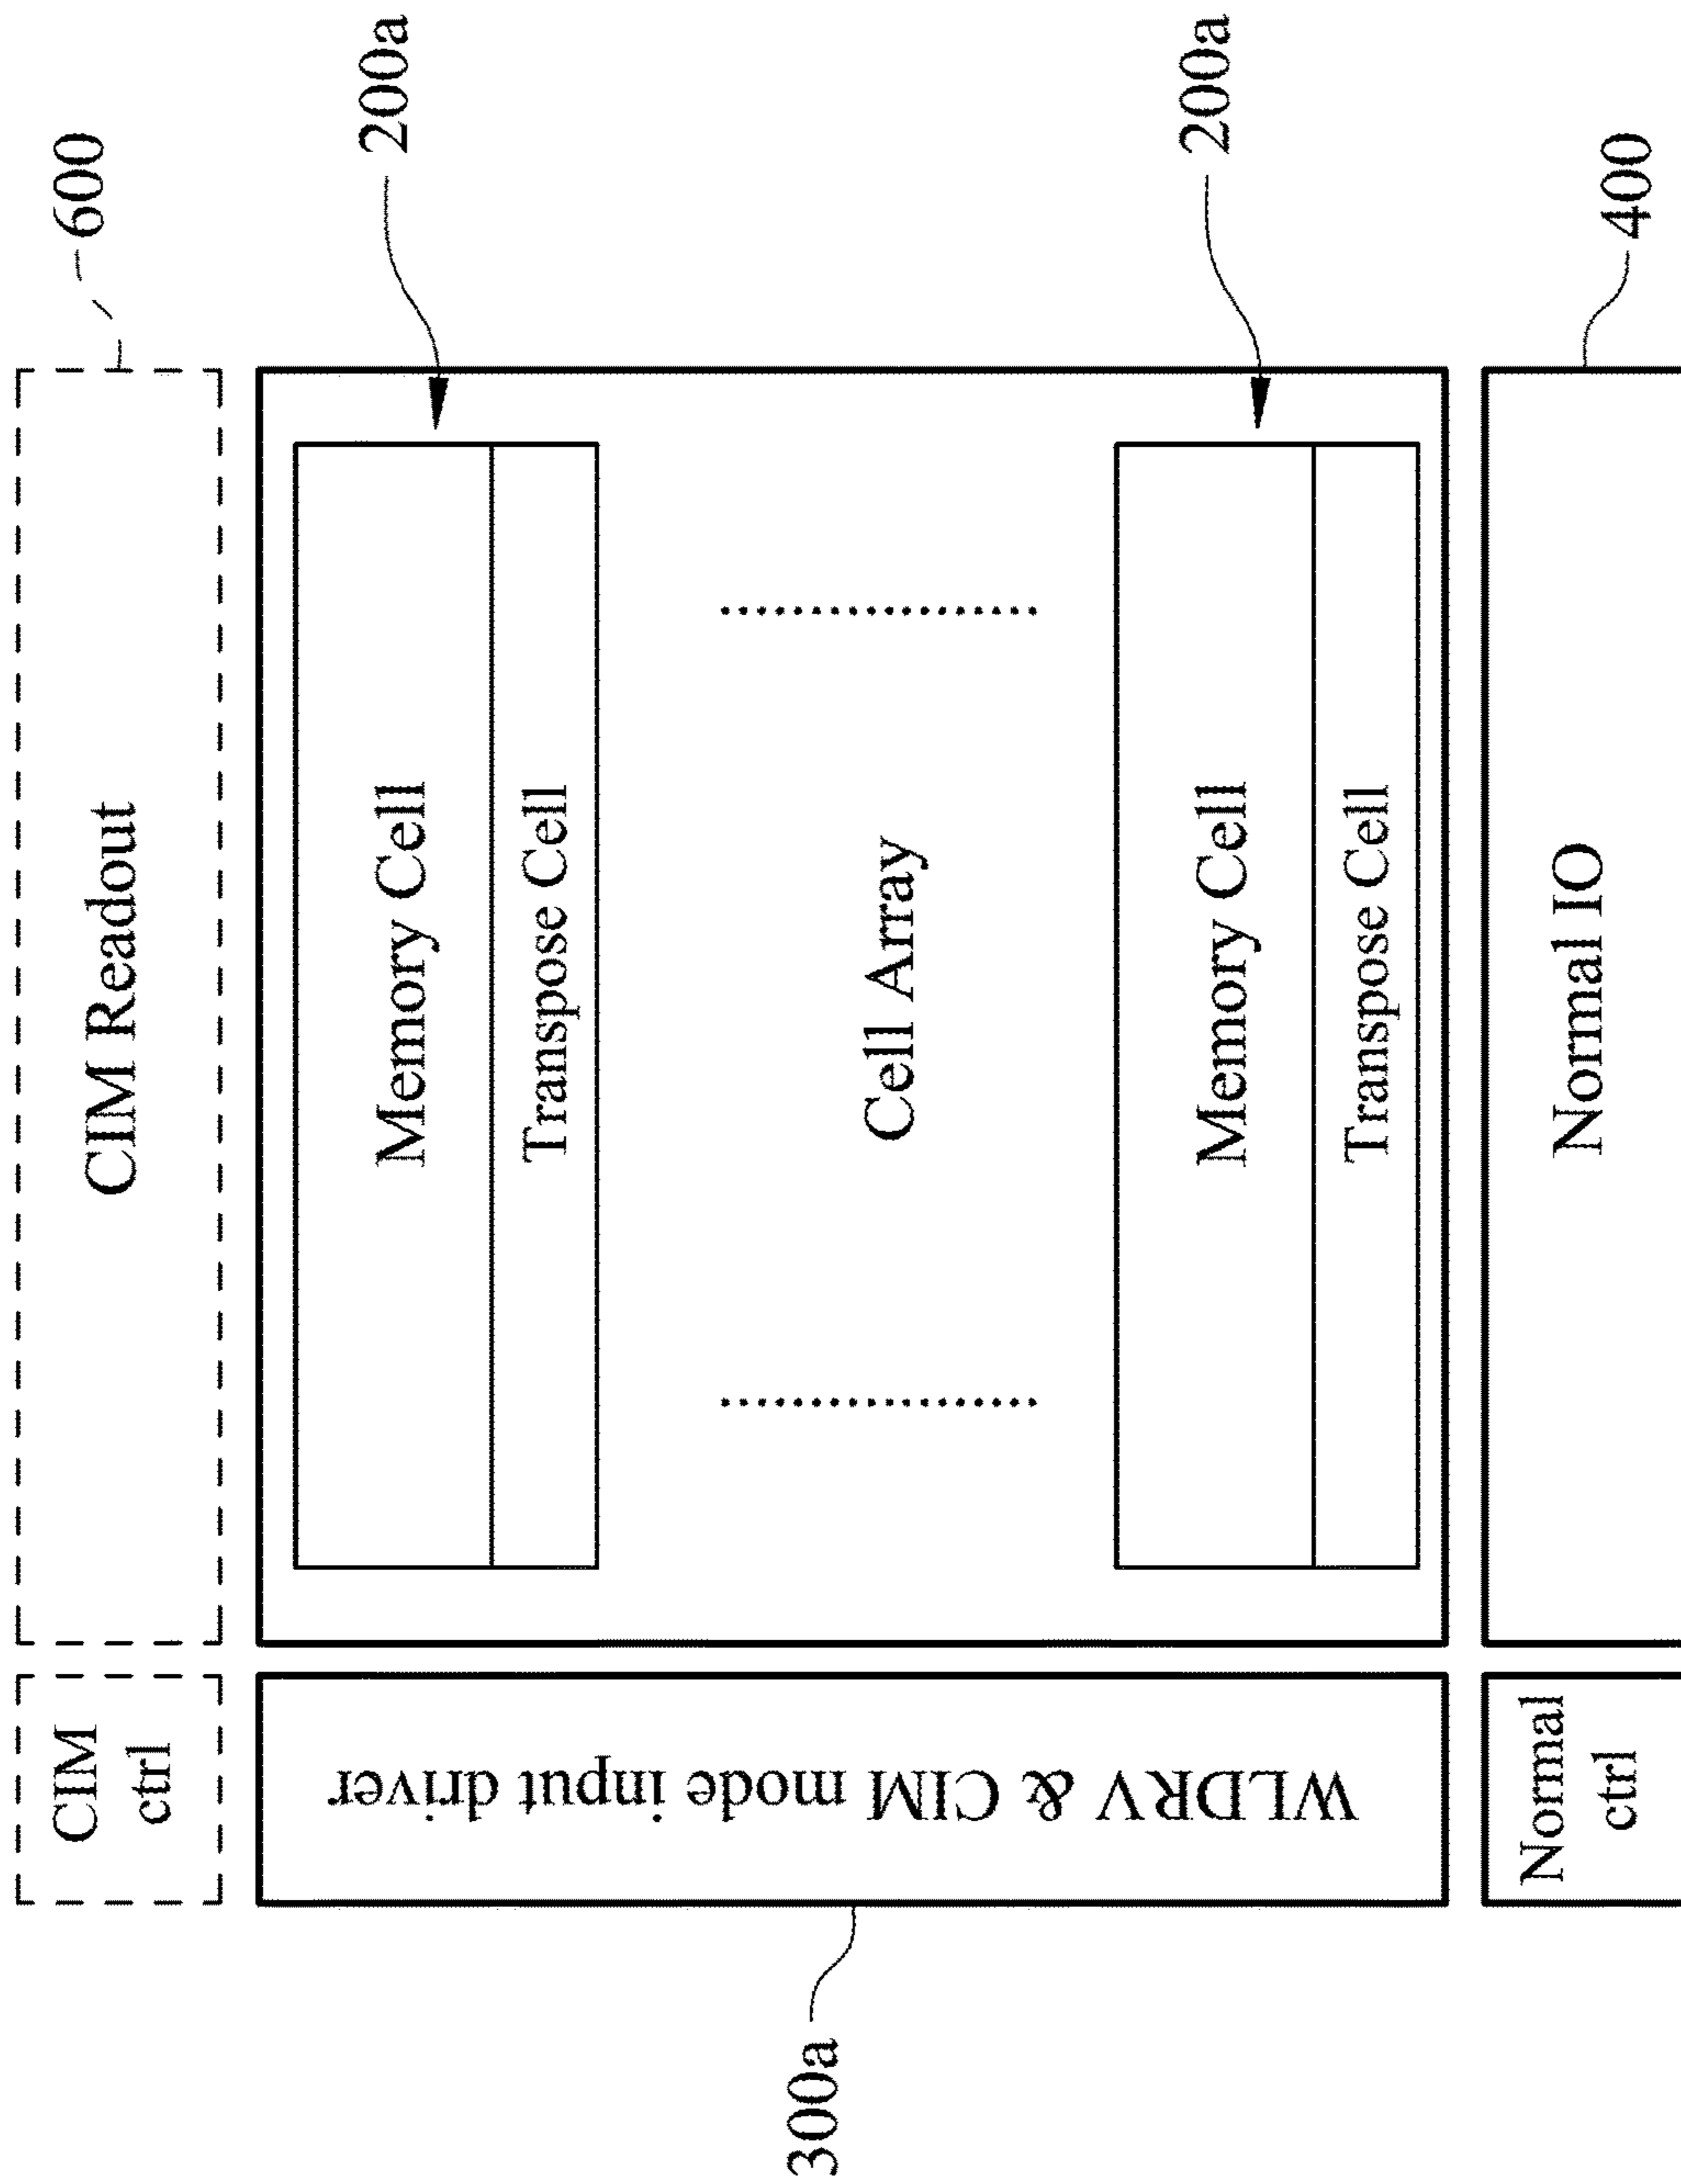 600
CIM
ctrl
CIM Readout
200a
Memory Cell
Transpose Cell
300a
WLDRV & CIM mode input driver
Cell Array
200a
Memory Cell
Transpose Cell
Normal
ctrl
Normal IO
400